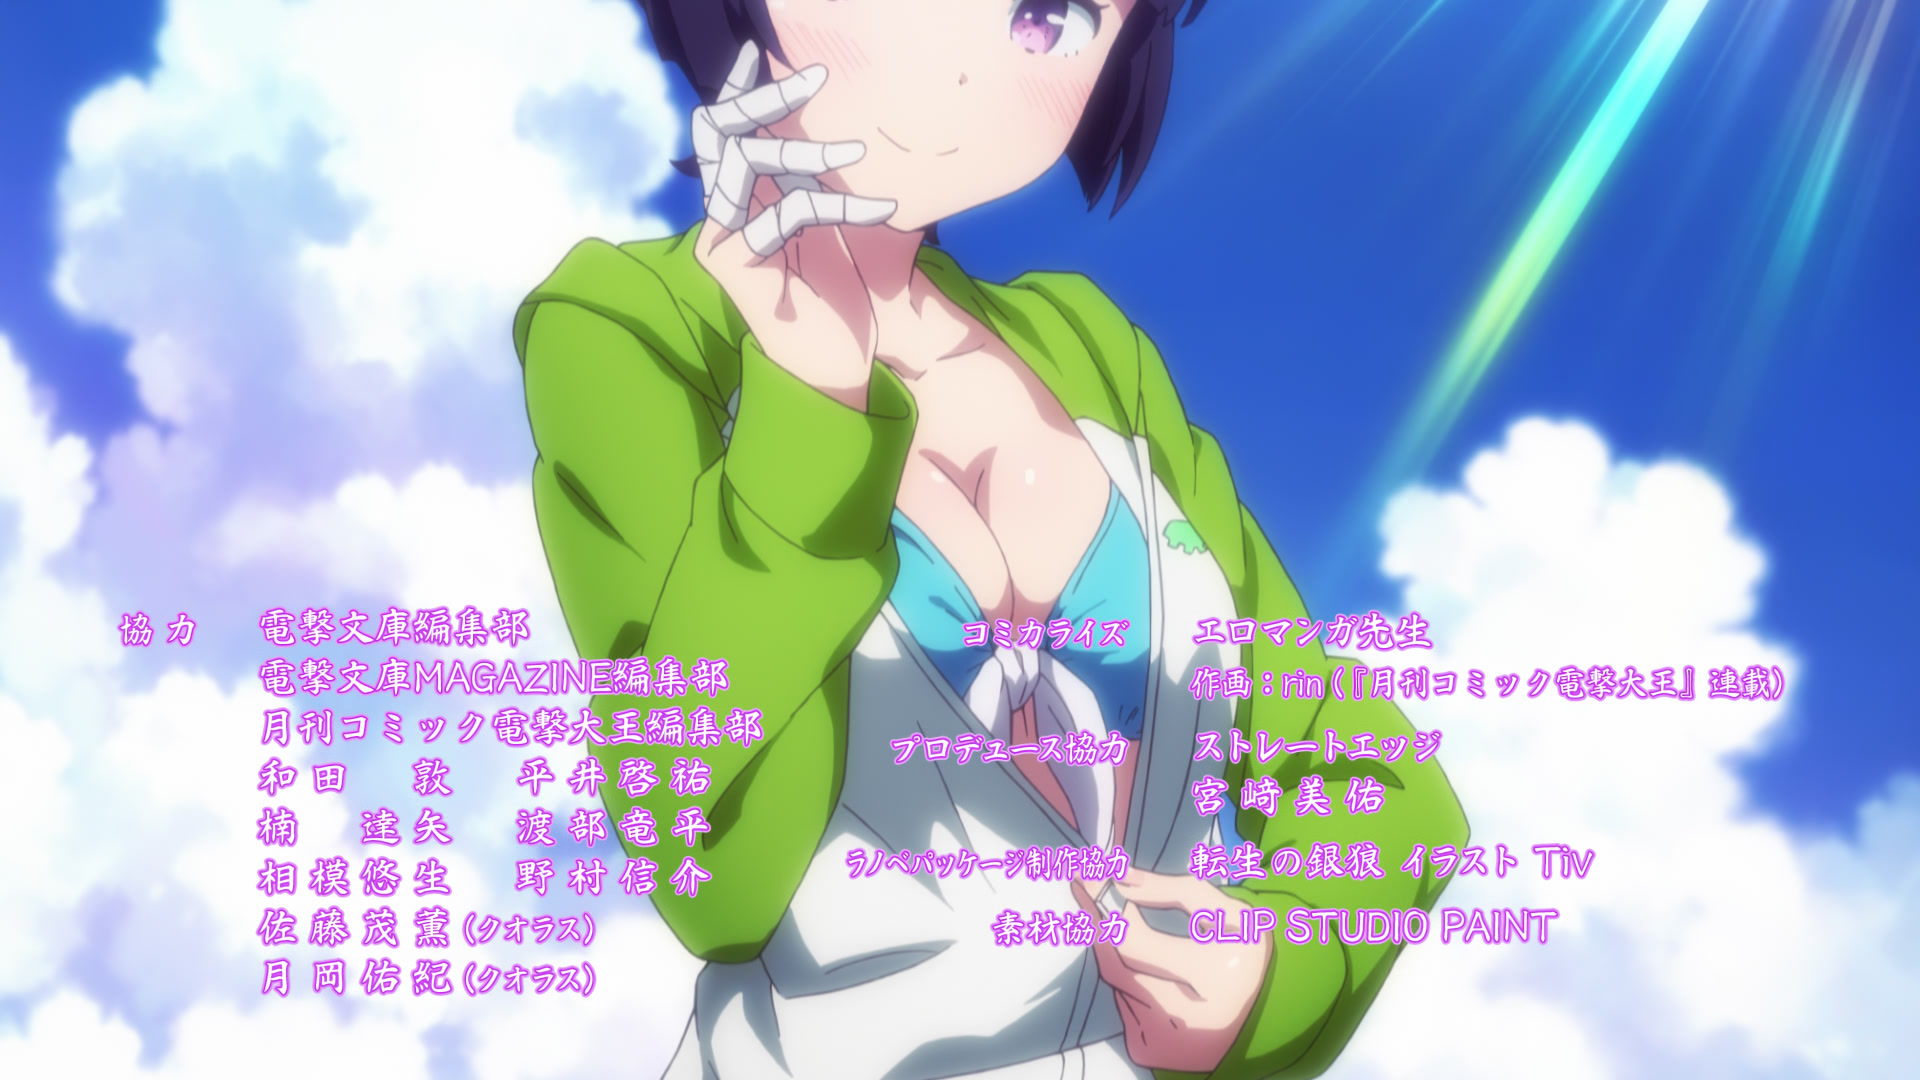 協力 電撃文庫編集部
電撃文庫MAGAZINE編集部
月刊コミック電撃大王編集部
和田 敦 平井啓祐
楠 達矢 渡部竜平
相模悠生 野村信介
佐藤茂薫(クオラス)
月岡佑紀(クオラス)
コミカライズ エロマンガ先生
作画:rin(『月刊コミック電撃大王』連載)
プロデュース協力 ストレートエッジ
宮﨑美佑
ラノベパッケージ制作協力 転生の銀狼 イラスト Tiv
素材協力 CLIP STUDIO PAINT